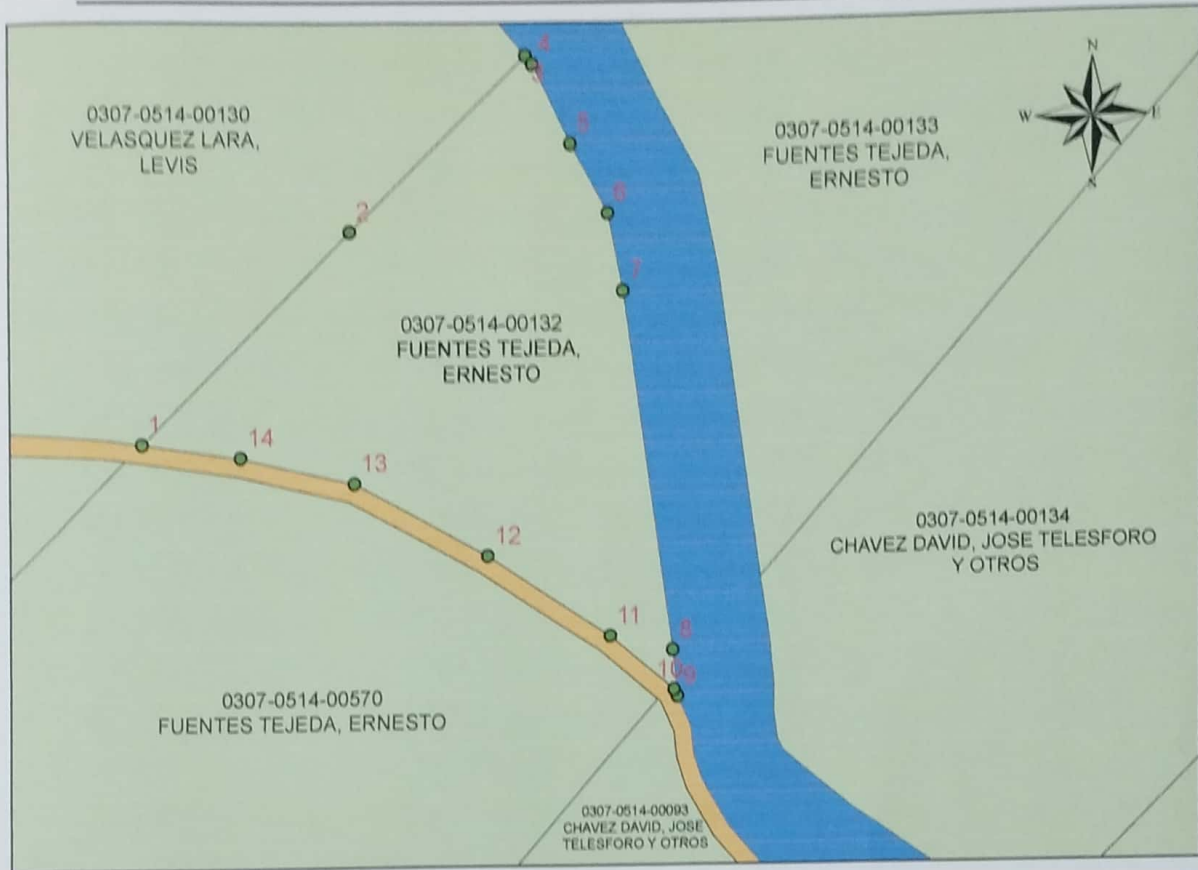 4
3
N
0307-0514-00130
VELASQUEZ LARA,
LEVIS
5
0307-0514-00133
FUENTES TEJEDA,
ERNESTO
W
E
S
2
6
7
0307-0514-00132
FUENTES TEJEDA,
ERNESTO
1
14
13
12
0307-0514-00134
CHAVEZ DAVID, JOSE TELESFORO
Y OTROS
11
8
10
9
0307-0514-00570
FUENTES TEJEDA, ERNESTO
0307-0514-00093
CHAVEZ DAVID, JOSE
TELESFORO Y OTROS